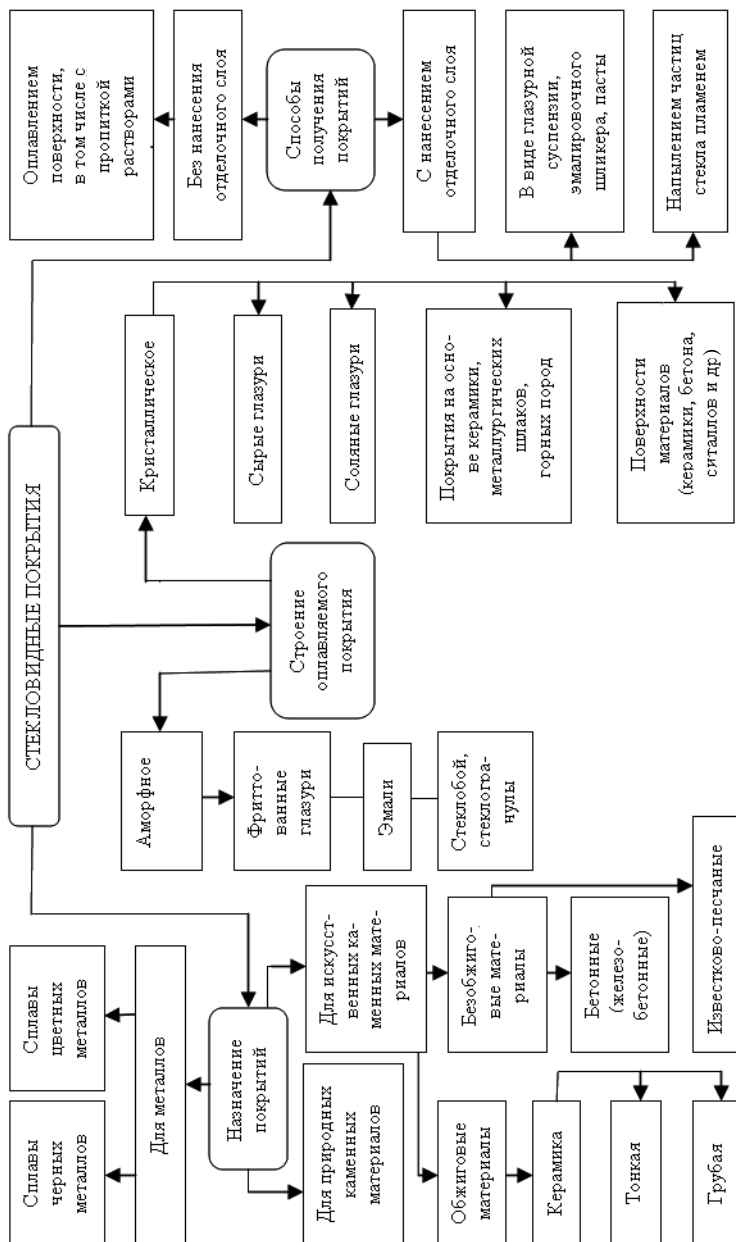 СТЕКЛОВИДНЫЕ ПОКРЫТИЯ
Сплавы
черных
металлов
Сплавы
цветных
металлов
Для металлов
Назначение
покрытий
Для природных
каменных
материалов
Для искусст-
венных ка-
менных мате-
риалов
Обжиговые
материалы
Безобжиго-
вые мате-
риалы
Керамика
Тонкая
Грубая
Бетонные
(железо-
бетонные)
Известково-песчаные
Строение
оплавляемого
покрытия
Аморфное
Фритто-
ванные
глазури
Эмали
Стеклобой,
стеклогра-
нулы
Кристаллическое
Сырые глазури
Соляные глазури
Покрытия на осно-
ве керамики,
металлургических
шлаков,
горных пород
Поверхности
материалов
(керамики, бетона,
ситаллов и др)
Способы
получения
покрытий
Без нанесения
отделочного слоя
Оплавлением
поверхности,
в том числе с
пропиткой
растворами
С нанесением
отделочного слоя
В виде глазурной
суспензии,
эмалировочного
шликера, пасты
Напылением частиц
стекла пламенем